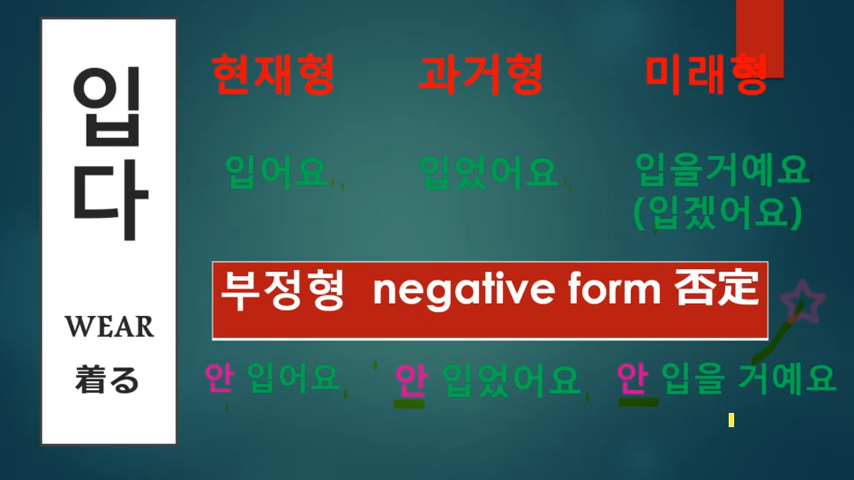 입
다
WEAR
着る
현재형 과거형 미래형
입어요 입었어요 입을거예요
(입겠어요)
부정형 negative form 否定
안 입어요 안 입었어요 안 입을 거예요